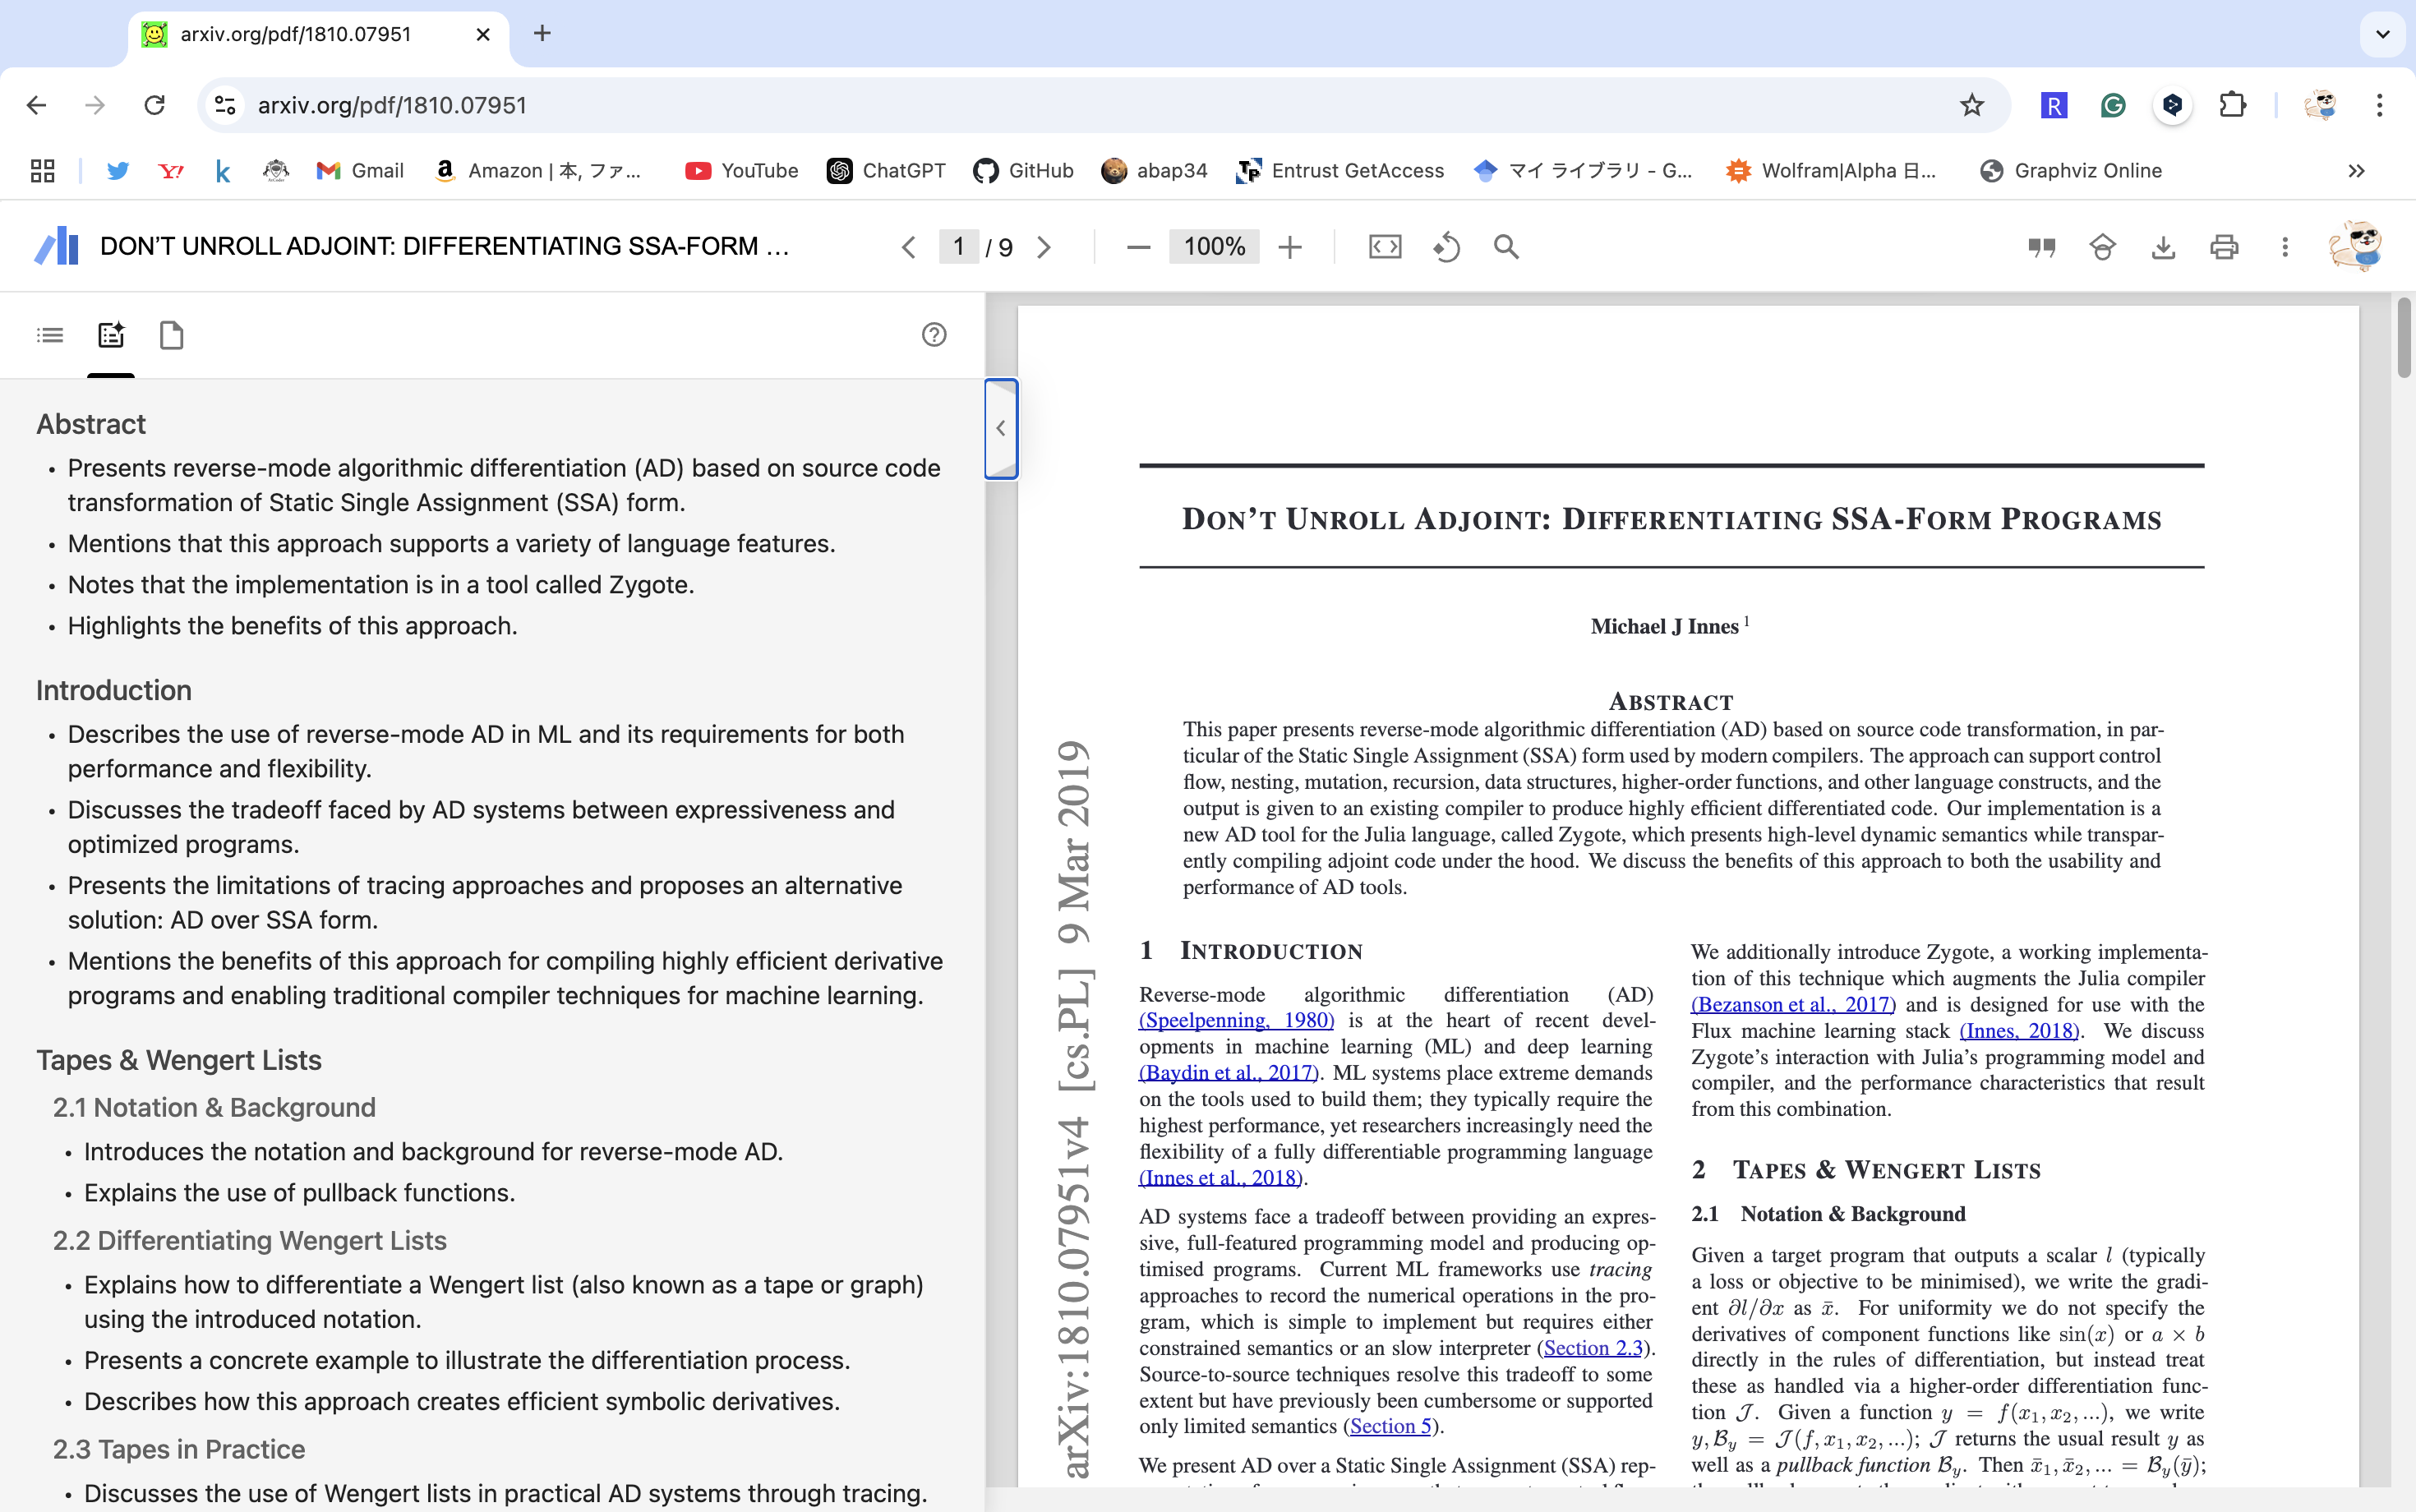 arxiv.org/pdf/1810.07951
arxiv.org/pdf/1810.07951
Gmail
Amazon | 本, ファ...
YouTube
ChatGPT
GitHub
abap34
Entrust GetAccess
マイ ライブラリ - G...
Wolfram|Alpha 日...
Graphviz Online
DON'T UNROLL ADJOINT: DIFFERENTIATING SSA-FORM ...
1 / 9
100%
Abstract
• Presents reverse-mode algorithmic differentiation (AD) based on source code
transformation of Static Single Assignment (SSA) form.
• Mentions that this approach supports a variety of language features.
• Notes that the implementation is in a tool called Zygote.
• Highlights the benefits of this approach.
Introduction
• Describes the use of reverse-mode AD in ML and its requirements for both
performance and flexibility.
• Discusses the tradeoff faced by AD systems between expressiveness and
optimized programs.
• Presents the limitations of tracing approaches and proposes an alternative
solution: AD over SSA form.
• Mentions the benefits of this approach for compiling highly efficient derivative
programs and enabling traditional compiler techniques for machine learning.
Tapes & Wengert Lists
2.1 Notation & Background
• Introduces the notation and background for reverse-mode AD.
• Explains the use of pullback functions.
2.2 Differentiating Wengert Lists
• Explains how to differentiate a Wengert list (also known as a tape or graph)
using the introduced notation.
• Presents a concrete example to illustrate the differentiation process.
• Describes how this approach creates efficient symbolic derivatives.
2.3 Tapes in Practice
• Discusses the use of Wengert lists in practical AD systems through tracing.
DON'T UNROLL ADJOINT: DIFFERENTIATING SSA-FORM PROGRAMS
Michael J Innes 1
ABSTRACT
This paper presents reverse-mode algorithmic differentiation (AD) based on source code transformation, in par-
ticular of the Static Single Assignment (SSA) form used by modern compilers. The approach can support control
flow, nesting, mutation, recursion, data structures, higher-order functions, and other language constructs, and the
output is given to an existing compiler to produce highly efficient differentiated code. Our implementation is a
new AD tool for the Julia language, called Zygote, which presents high-level dynamic semantics while transpar-
ently compiling adjoint code under the hood. We discuss the benefits of this approach to both the usability and
performance of AD tools.
arXiv:1810.07951v4 [cs.PL] 9 Mar 2019
1 INTRODUCTION
Reverse-mode algorithmic differentiation (AD)
(Speelpenning, 1980) is at the heart of recent devel-
opments in machine learning (ML) and deep learning
(Baydin et al., 2017). ML systems place extreme demands
on the tools used to build them; they typically require the
highest performance, yet researchers increasingly need the
flexibility of a fully differentiable programming language
(Innes et al., 2018).
AD systems face a tradeoff between providing an expres-
sive, full-featured programming model and producing op-
timised programs. Current ML frameworks use tracing
approaches to record the numerical operations in the pro-
gram, which is simple to implement but requires either
constrained semantics or an slow interpreter (Section 2.3).
Source-to-source techniques resolve this tradeoff to some
extent but have previously been cumbersome or supported
only limited semantics (Section 5).
We present AD over a Static Single Assignment (SSA) rep-
We additionally introduce Zygote, a working implementa-
tion of this technique which augments the Julia compiler
(Bezanson et al., 2017) and is designed for use with the
Flux machine learning stack (Innes, 2018). We discuss
Zygote's interaction with Julia's programming model and
compiler, and the performance characteristics that result
from this combination.
2 TAPES & WENGERT LISTS
2.1 Notation & Background
Given a target program that outputs a scalar l (typically
a loss or objective to be minimised), we write the gradi-
ent ∂l/∂x as x̄. For uniformity we do not specify the
derivatives of component functions like sin(x) or a × b
directly in the rules of differentiation, but instead treat
these as handled via a higher-order differentiation func-
tion 𝒥. Given a function y = f(x₁, x₂, ...), we write
y, ℬᵧ = 𝒥(f, x₁, x₂, ...); 𝒥 returns the usual result y as
well as a pullback function ℬᵧ. Then x̄₁, x̄₂, ... = ℬᵧ(ȳ);